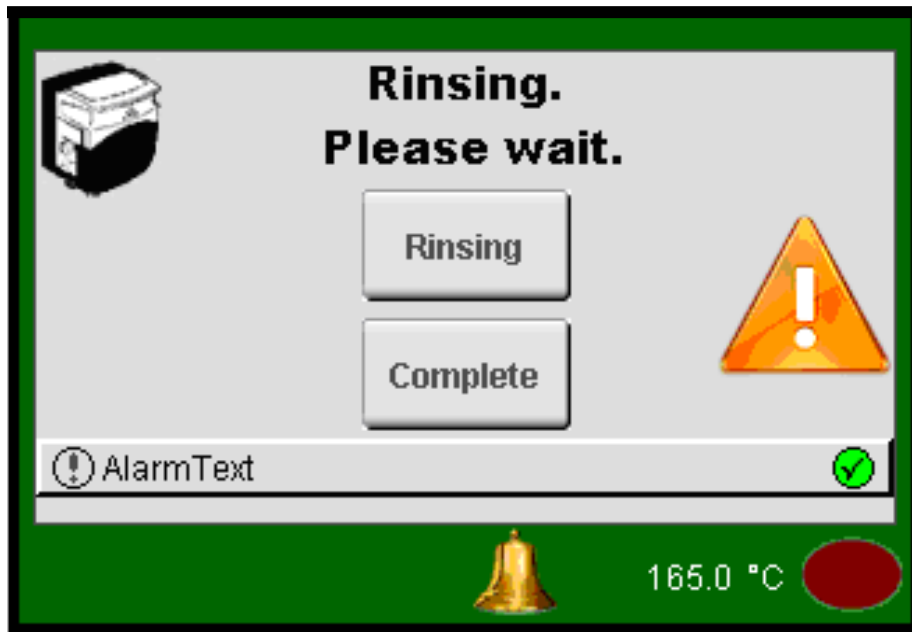 Rinsing.
Please wait.
Rinsing
Complete
AlarmText
165.0 °C